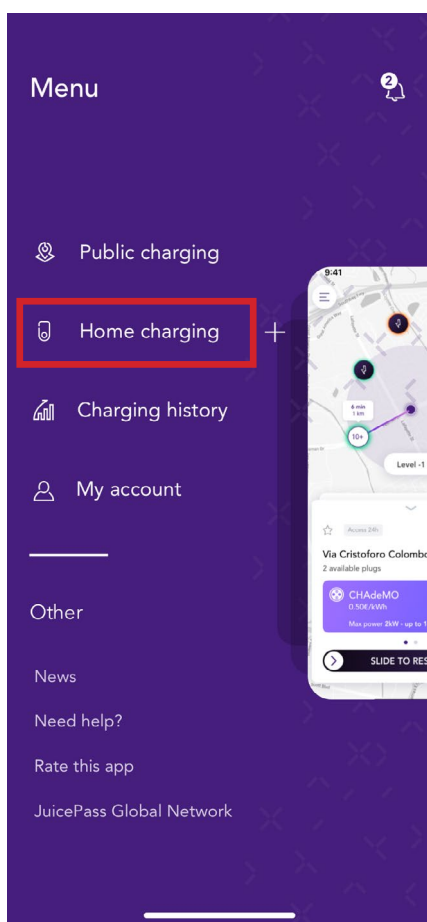 Menu
2
Public charging
9:41
Home charging
6 min
1 km
Charging history
10+
Level -1
My account
Access 24h
Via Cristoforo Colombo
2 available plugs
CHAdeMO
0.50€/kWh
Max power 2kW - up to 1
SLIDE TO RES
Other
News
Need help?
Rate this app
JuicePass Global Network